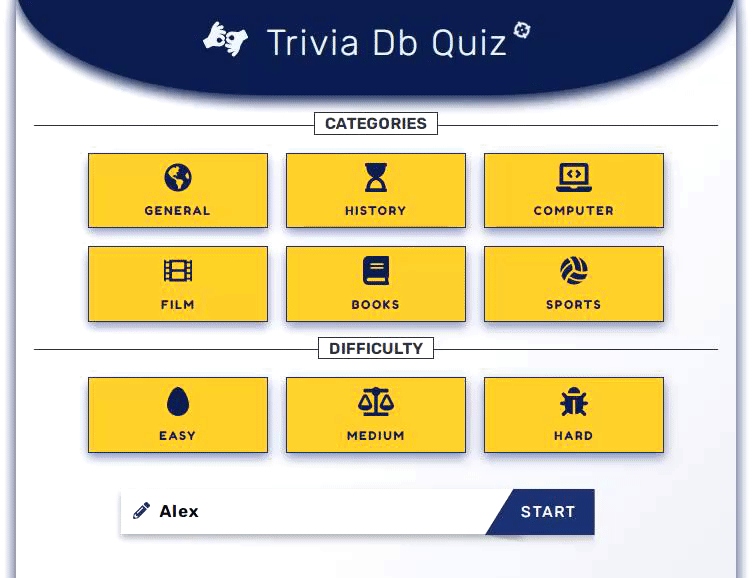 Trivia Db Quiz
CATEGORIES
GENERAL HISTORY COMPUTER
FILM BOOKS SPORTS
DIFFICULTY
EASY MEDIUM HARD
Alex START